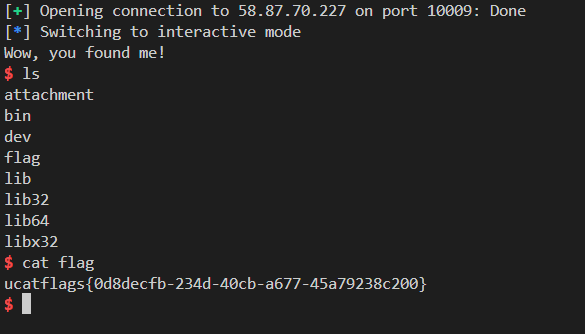 [+] Opening connection to 58.87.70.227 on port 10009: Done
[*] Switching to interactive mode
Wow, you found me!
$ ls
attachment
bin
dev
flag
lib
lib32
lib64
libx32
$ cat flag
ucatflags{0d8decfb-234d-40cb-a677-45a79238c200}
$